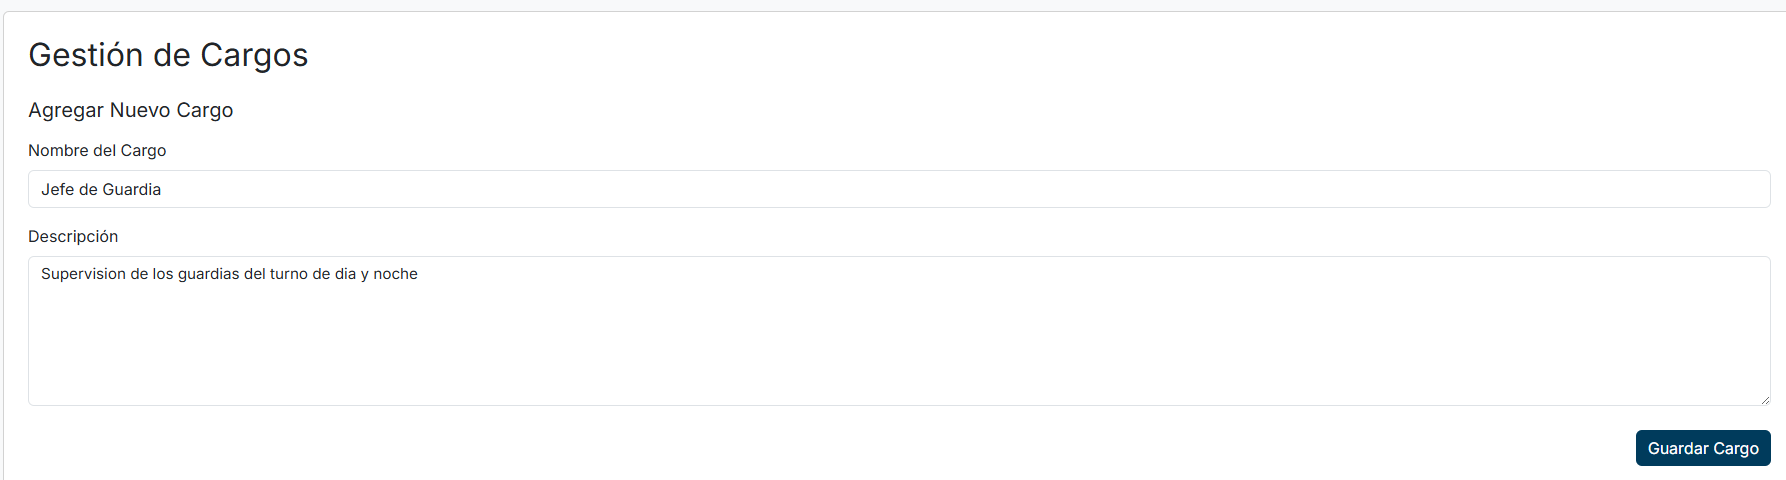 Gestión de Cargos
Agregar Nuevo Cargo
Nombre del Cargo
Jefe de Guardia
Descripción
Supervision de los guardias del turno de dia y noche
Guardar Cargo